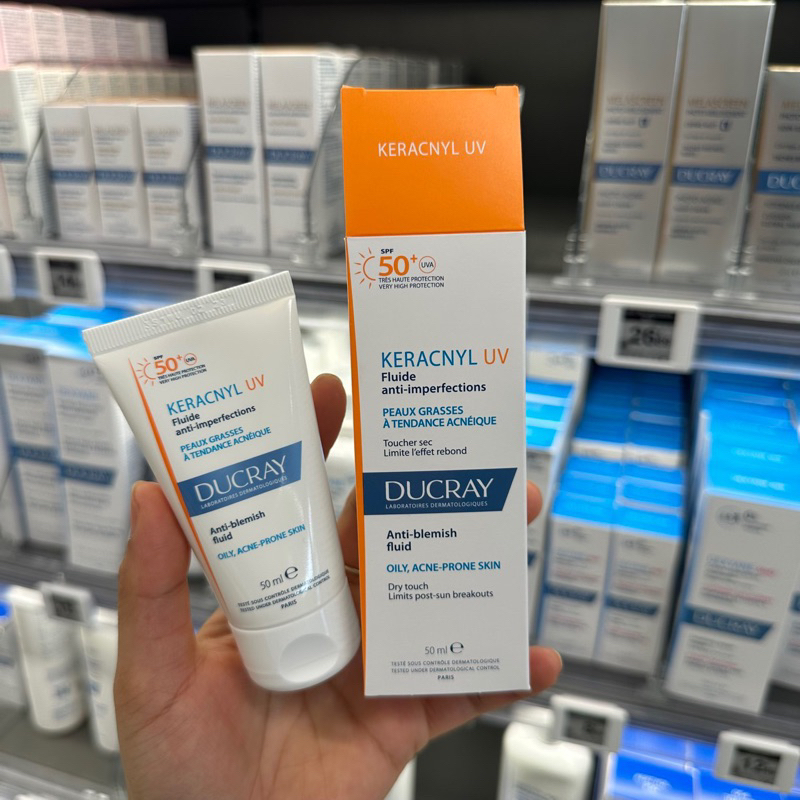 KERACNYL UV
SPF
50+ UVA
TRÈS HAUTE PROTECTION
VERY HIGH PROTECTION
KERACNYL UV
Fluide
anti-imperfections
PEAUX GRASSES
À TENDANCE ACNÉIQUE
Toucher sec
Limite l'effet rebond
DUCRAY
LABORATOIRES DERMATOLOGIQUES
Anti-blemish
fluid
OILY, ACNE-PRONE SKIN
Dry touch
Limits post-sun breakouts
50 ml e
TESTÉ SOUS CONTRÔLE DERMATOLOGIQUE
TESTED UNDER DERMATOLOGICAL CONTROL
PARIS
SPF
50+ UVA
TRÈS HAUTE PROTECTION
VERY HIGH PROTECTION
KERACNYL UV
Fluide
anti-imperfections
PEAUX GRASSES
À TENDANCE ACNÉIQUE
DUCRAY
LABORATOIRES DERMATOLOGIQUES
Anti-blemish
fluid
OILY, ACNE-PRONE SKIN
50 ml e
TESTÉ SOUS CONTRÔLE DERMATOLOGIQUE
TESTED UNDER DERMATOLOGICAL CONTROL
PARIS
MELASCREEN
DUCRAY
MELASCREEN
DUCRAY
DUCRAY